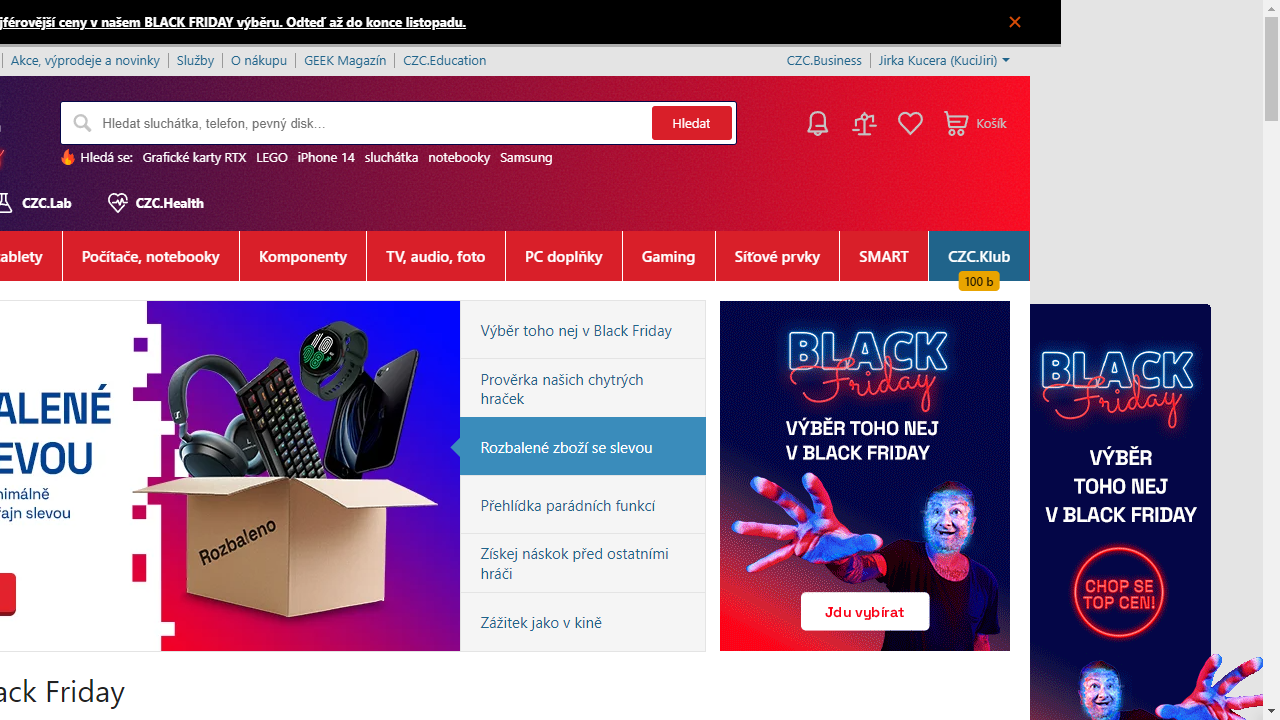 jférovější ceny v našem BLACK FRIDAY výběru. Odteď až do konce listopadu.
Akce, výprodeje a novinky
Služby
O nákupu
GEEK Magazín
CZC.Education
CZC.Business
Jirka Kucera (KuciJiri)
Hledat sluchátka, telefon, pevný disk...
Hledat
Košík
Hledá se: Grafické karty RTX LEGO iPhone 14 sluchátka notebooky Samsung
CZC.Lab
CZC.Health
ablety
Počítače, notebooky
Komponenty
TV, audio, foto
PC doplňky
Gaming
Síťové prvky
SMART
CZC.Klub
100 b
ALENÉ
EVOU
nimálně
fajn slevou
Rozbaleno
Výběr toho nej v Black Friday
Prověrka našich chytrých
hraček
Rozbalené zboží se slevou
Přehlídka parádních funkcí
Získej náskok před ostatními
hráči
Zážitek jako v kině
BLACK
Friday
VÝBĚR TOHO NEJ
V BLACK FRIDAY
Jdu vybírat
BLACK
Friday
VÝBĚR
TOHO NEJ
V BLACK FRIDAY
CHOP SE
TOP CEN!
ack Friday